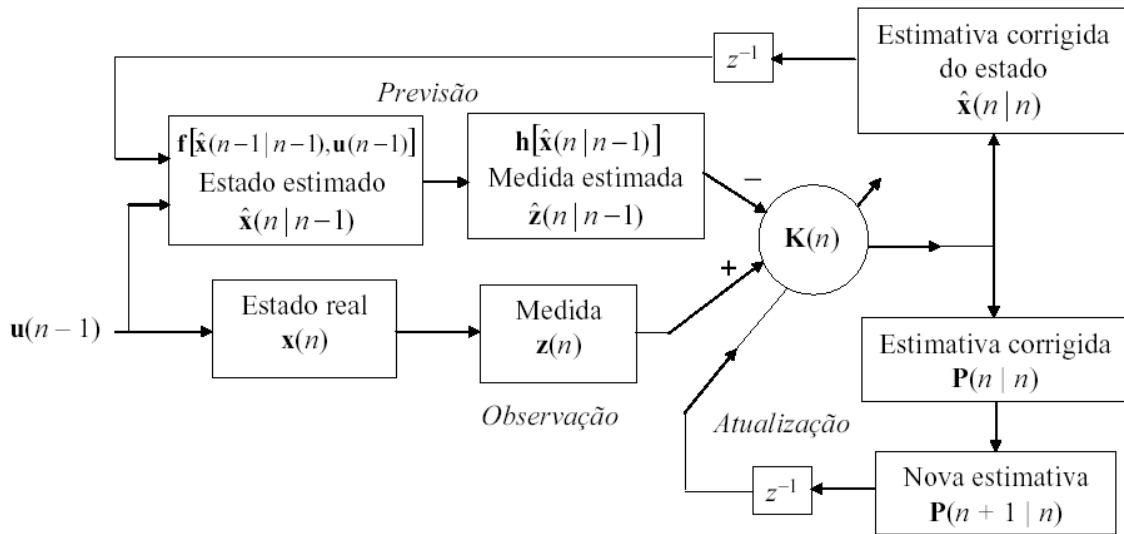 Previsão
f[x̂(n−1|n−1),u(n−1)]
Estado estimado
x̂(n|n−1)
h[x̂(n|n−1)]
Medida estimada
ẑ(n|n−1)
z⁻¹
Estimativa corrigida
do estado
x̂(n|n)
−
+
K(n)
u(n – 1)
Estado real
x(n)
Medida
z(n)
Observação
Atualização
Estimativa corrigida
P(n | n)
z⁻¹
Nova estimativa
P(n + 1 | n)